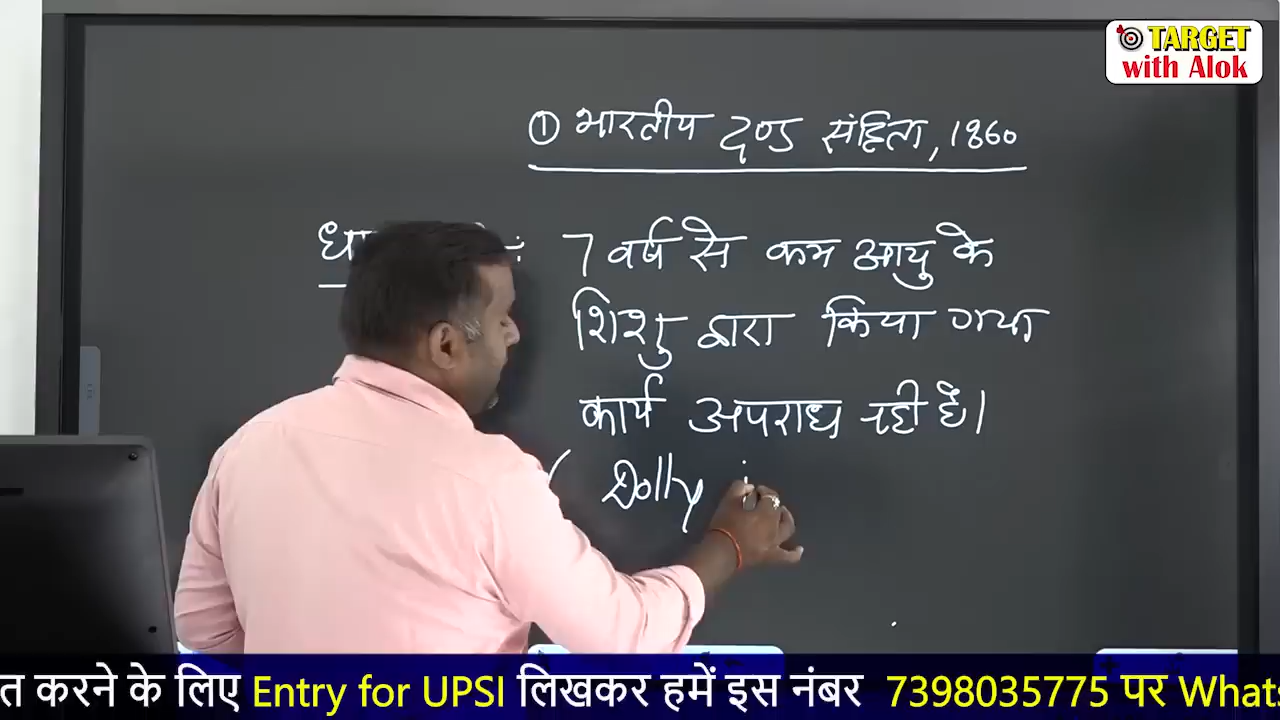 TARGET
with Alok
① भारतीय दण्ड संहिता, 1860
7 वर्ष से कम आयु के
शिशु द्वारा किया गया
कार्य अपराध नही है।
( Dolly
त करने के लिए Entry for UPSI लिखकर हमें इस नंबर 7398035775 पर Whats